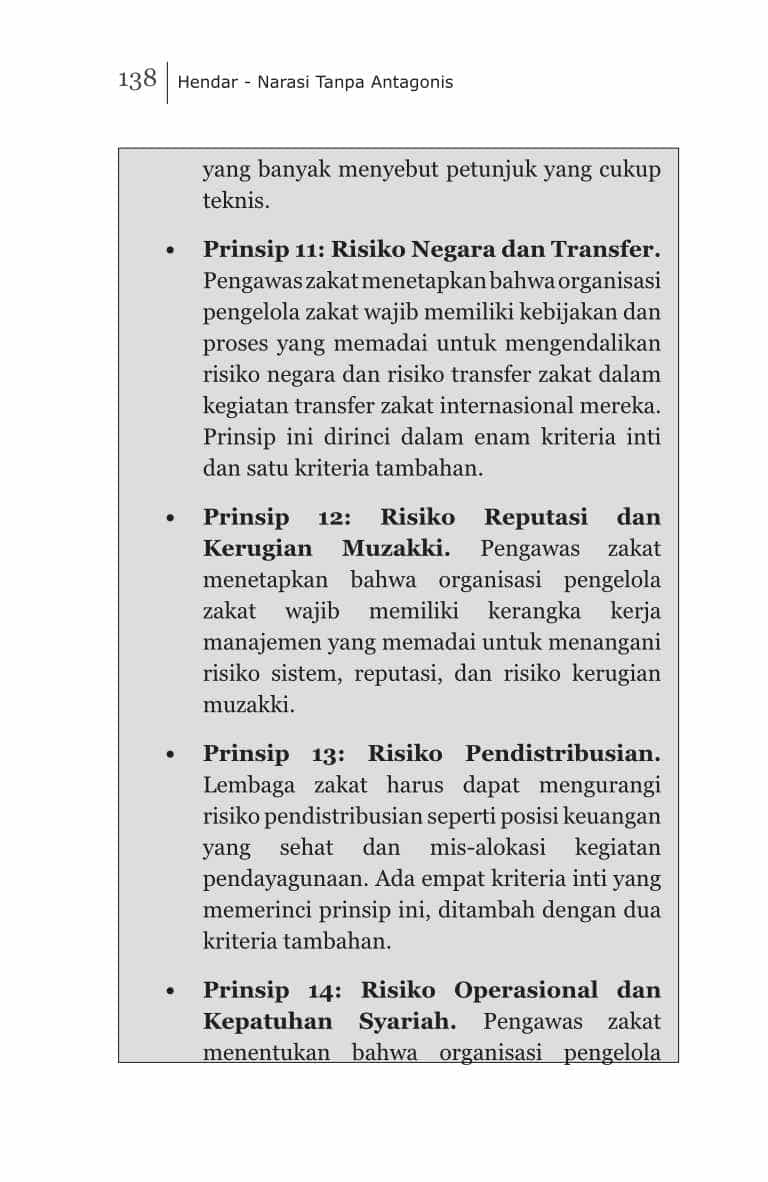 138 Hendar - Narasi Tanpa Antagonis
yang banyak menyebut petunjuk yang cukup
teknis.
• Prinsip 11: Risiko Negara dan Transfer.
Pengawas zakat menetapkan bahwa organisasi
pengelola zakat wajib memiliki kebijakan dan
proses yang memadai untuk mengendalikan
risiko negara dan risiko transfer zakat dalam
kegiatan transfer zakat internasional mereka.
Prinsip ini dirinci dalam enam kriteria inti
dan satu kriteria tambahan.
• Prinsip 12: Risiko Reputasi dan
Kerugian Muzakki. Pengawas zakat
menetapkan bahwa organisasi pengelola
zakat wajib memiliki kerangka kerja
manajemen yang memadai untuk menangani
risiko sistem, reputasi, dan risiko kerugian
muzakki.
• Prinsip 13: Risiko Pendistribusian.
Lembaga zakat harus dapat mengurangi
risiko pendistribusian seperti posisi keuangan
yang sehat dan mis-alokasi kegiatan
pendayagunaan. Ada empat kriteria inti yang
memerinci prinsip ini, ditambah dengan dua
kriteria tambahan.
• Prinsip 14: Risiko Operasional dan
Kepatuhan Syariah. Pengawas zakat
menentukan bahwa organisasi pengelola